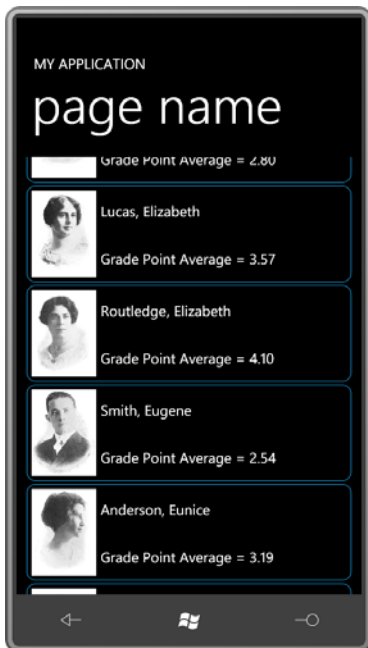 MY APPLICATION
page name
Grade Point Average = 2.80
Lucas, Elizabeth
Grade Point Average = 3.57
Routledge, Elizabeth
Grade Point Average = 4.10
Smith, Eugene
Grade Point Average = 2.54
Anderson, Eunice
Grade Point Average = 3.19